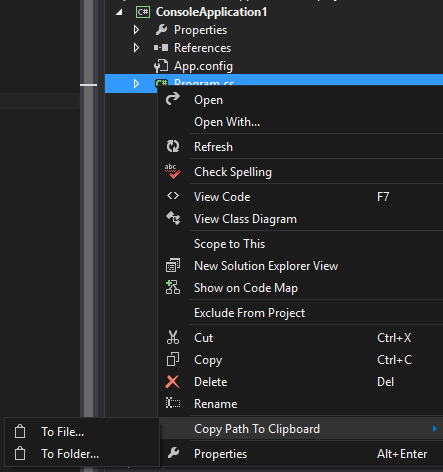 C# ConsoleApplication1
Properties
References
App.config
C# Program.cs
Open
Open With...
Refresh
abc Check Spelling
View Code F7
View Class Diagram
Scope to This
New Solution Explorer View
Show on Code Map
Exclude From Project
Cut Ctrl+X
Copy Ctrl+C
Delete Del
Rename
Copy Path To Clipboard
To File...
To Folder...
Properties Alt+Enter